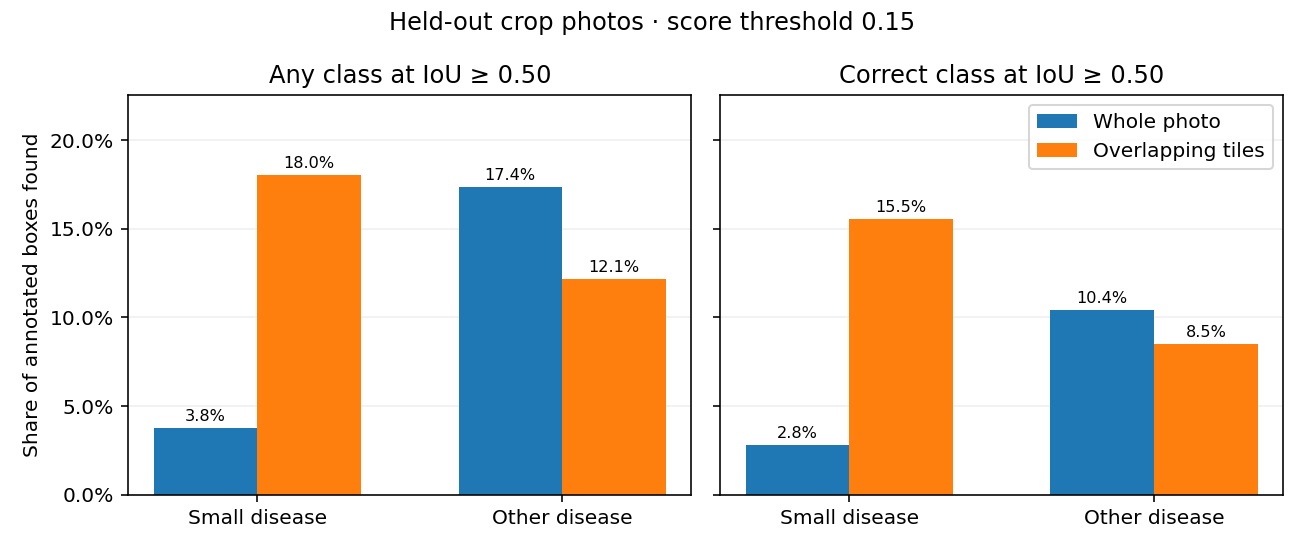 Held-out crop photos · score threshold 0.15
Any class at IoU ≥ 0.50
Share of annotated boxes found
20.0%
15.0%
10.0%
5.0%
0.0%
3.8%
18.0%
17.4%
12.1%
Small disease
Other disease
Correct class at IoU ≥ 0.50
Whole photo
Overlapping tiles
2.8%
15.5%
10.4%
8.5%
Small disease
Other disease